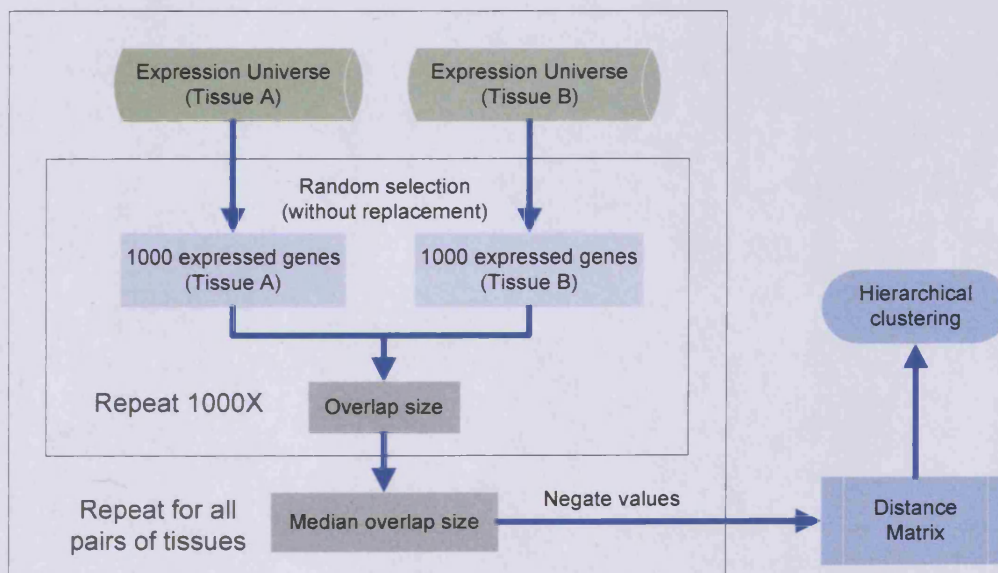 Expression Universe
(Tissue A)
Expression Universe
(Tissue B)
Random selection
(without replacement)
1000 expressed genes
(Tissue A)
1000 expressed genes
(Tissue B)
Hierarchical
clustering
Repeat 1000X
Overlap size
Repeat for all
pairs of tissues
Median overlap size
Negate values
Distance
Matrix